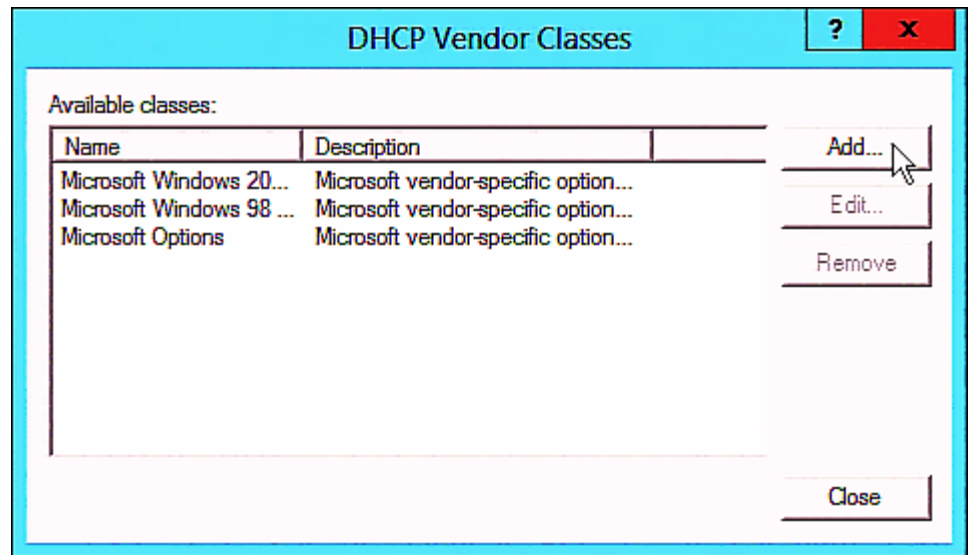 DHCP Vendor Classes
? x
Available classes:
Name Description
Add...
Microsoft Windows 20... Microsoft vendor-specific option...
Microsoft Windows 98 ... Microsoft vendor-specific option...
Edit...
Microsoft Options Microsoft vendor-specific option...
Remove
Close